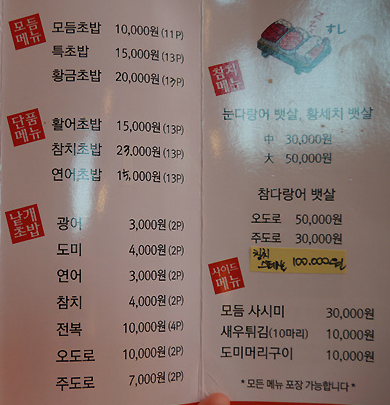 모듬
메뉴
모듬초밥 10,000원(11P)
특초밥 15,000원(13P)
황금초밥 20,000원(13P)
단품
메뉴
활어초밥 15,000원(13P)
참치초밥 23,000원(13P)
연어초밥 15,000원(13P)
낱개
초밥
광어 3,000원(2P)
도미 4,000원(2P)
연어 3,000원(2P)
참치 4,000원(2P)
전복 10,000원(4P)
오도로 10,000원(2P)
주도로 7,000원(2P)
참치
메뉴
눈다랑어 뱃살, 황새치 뱃살
中 30,000원
大 50,000원
참다랑어 뱃살
오도로 50,000원
주도로 30,000원
참치
스페셜 100,000원
사이드
메뉴
모듬 사시미 30,000원
새우튀김(10마리) 10,000원
도미머리구이 10,000원
*모든 메뉴 포장 가능합니다*